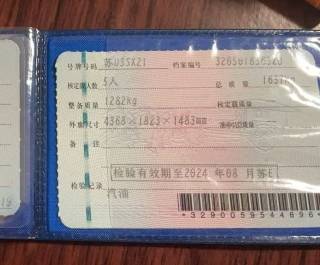 号牌号码 苏U3SX21 档案编号
核定载人数 5人 总质量
整备质量 1282kg 核定载质量
外廓尺寸 4368×1823×1483mm 准牵引总质量
备注
检验有效期至2024年08月苏E
检验记录
汽油
*3290059544896*